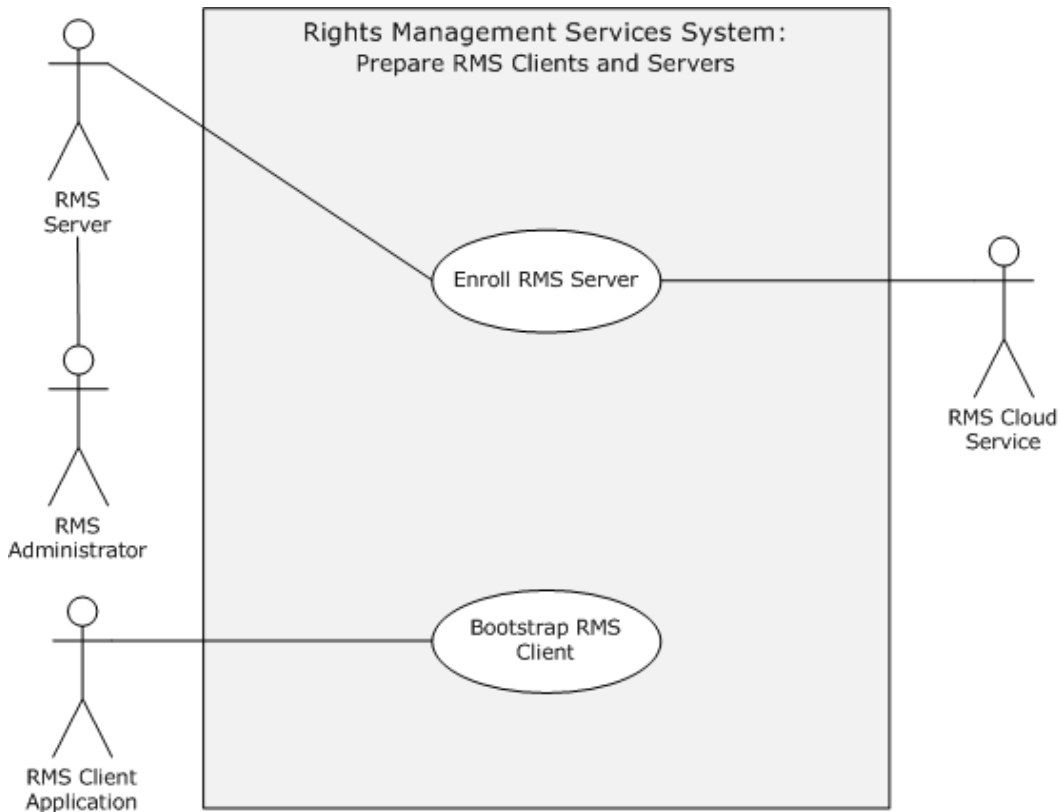 Rights Management Services System:
Prepare RMS Clients and Servers
RMS
Server
Enroll RMS Server
RMS Cloud
Service
RMS
Administrator
Bootstrap RMS
Client
RMS Client
Application